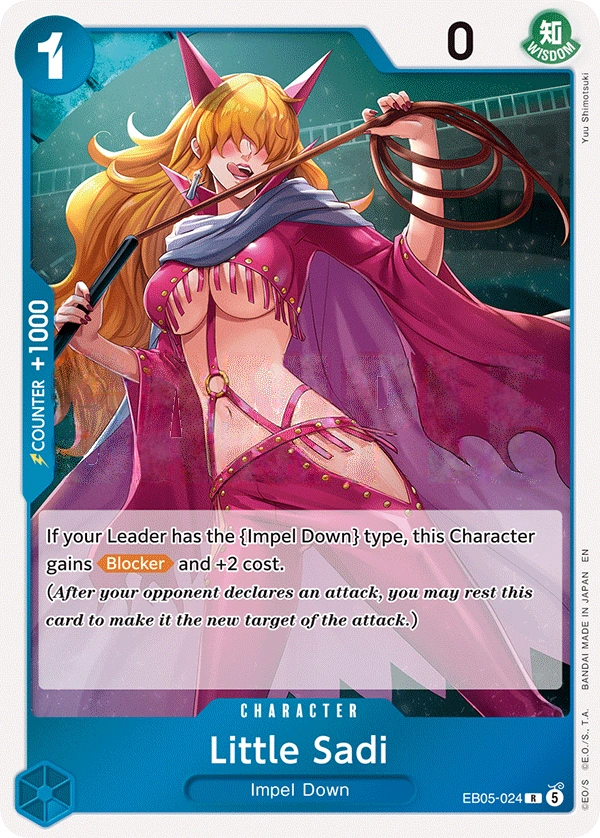 1
0
知
WISDOM
Yuu Shimotsuki
COUNTER +1000
If your Leader has the {Impel Down} type, this Character
gains Blocker and +2 cost.
(After your opponent declares an attack, you may rest this
card to make it the new target of the attack.)
CHARACTER
Little Sadi
Impel Down
EB05-024 R 5
©EO/S ©E.O./S., T.A. BANDAI MADE IN JAPAN EN